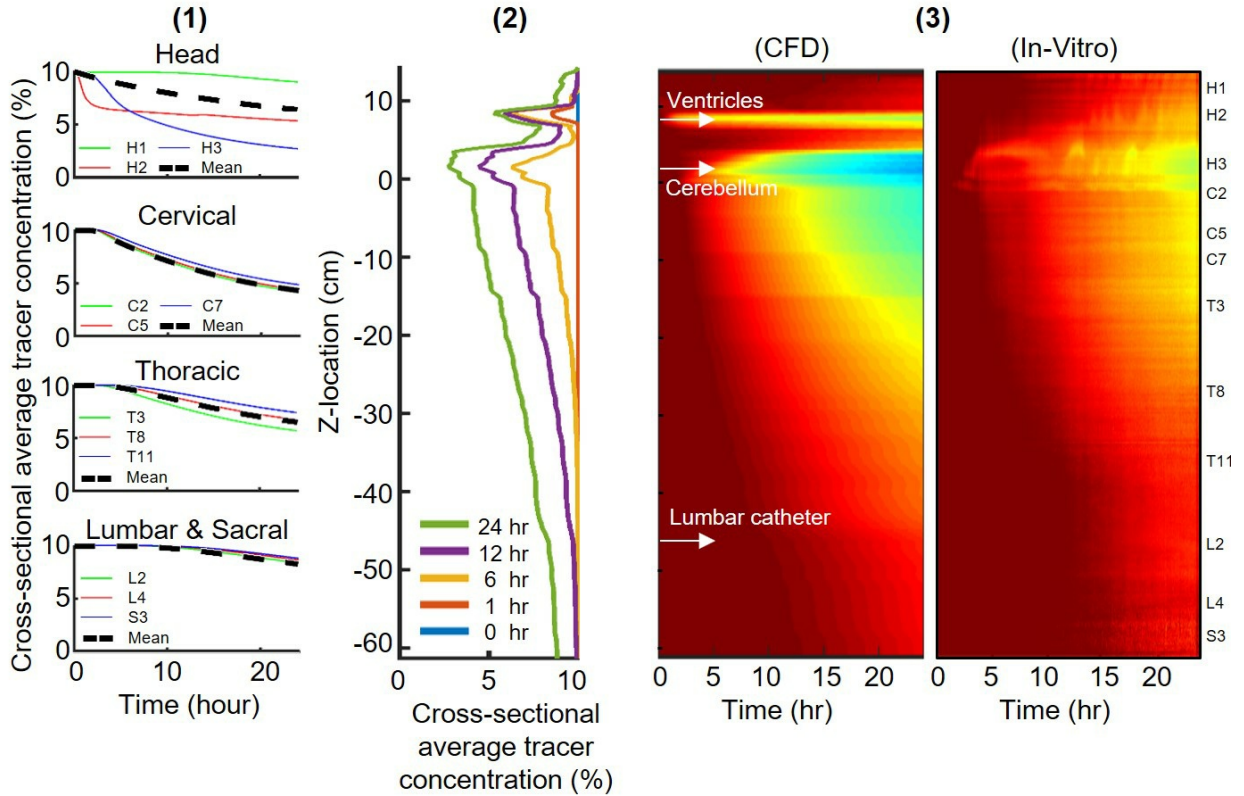 (1)
(2)
(3)
Head
Cross-sectional average tracer concentration (%)
10
5
0
H1
H3
H2
Mean
Cervical
10
5
0
C2
C7
C5
Mean
Thoracic
10
5
0
T3
T8
T11
Mean
Lumbar & Sacral
10
5
0
L2
L4
S3
Mean
0
10
20
Time (hour)
Z-location (cm)
10
0
-10
-20
-30
-40
-50
-60
24 hr
12 hr
6 hr
1 hr
0 hr
0
5
10
Cross-sectional
average tracer
concentration (%)
(CFD)
Ventricles
Cerebellum
Lumbar catheter
0
5
10
15
20
Time (hr)
(In-Vitro)
H1
H2
H3
C2
C5
C7
T3
T8
T11
L2
L4
S3
0
5
10
15
20
Time (hr)